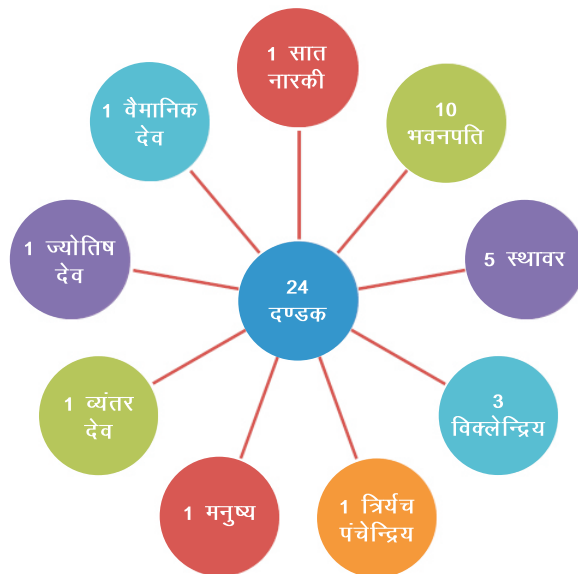 1 सात
नारकी
10
भवनपति
5 स्थावर
3
विक्लेन्द्रिय
1 त्रिर्यच
पंचेन्द्रिय
1 मनुष्य
1 व्यंतर
देव
1 ज्योतिष
देव
1 वैमानिक
देव
24
दण्डक